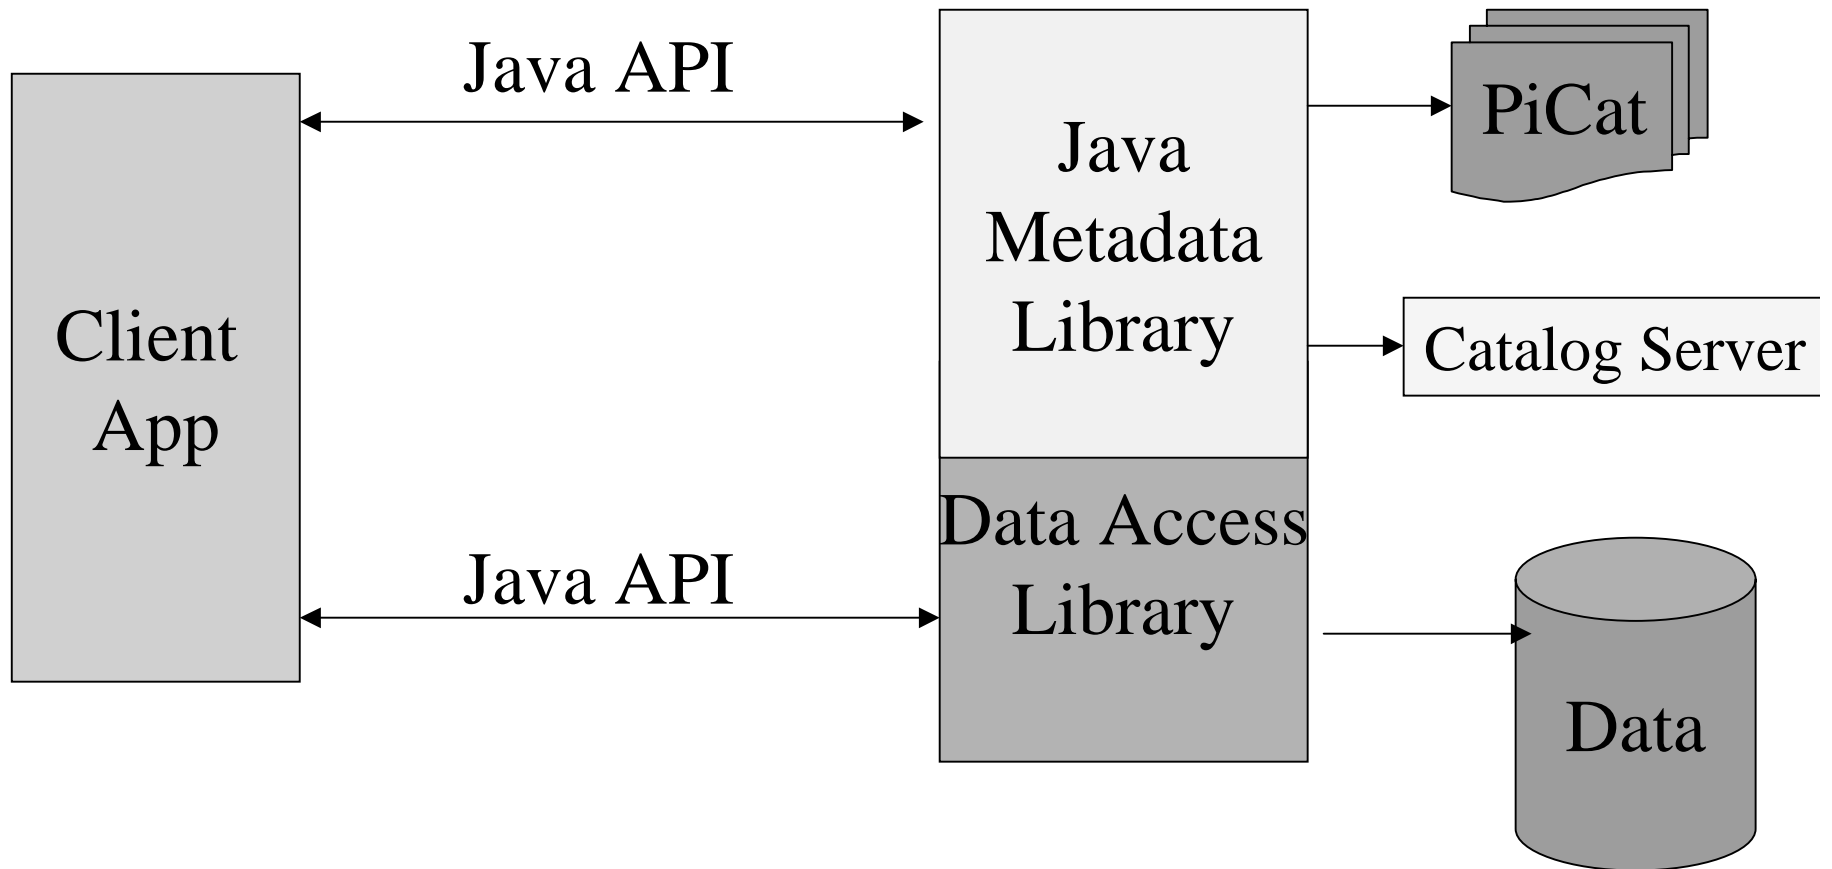 Java API
PiCat
Java
Metadata
Library
Client
App
Catalog Server
Data Access
Library
Java API
Data